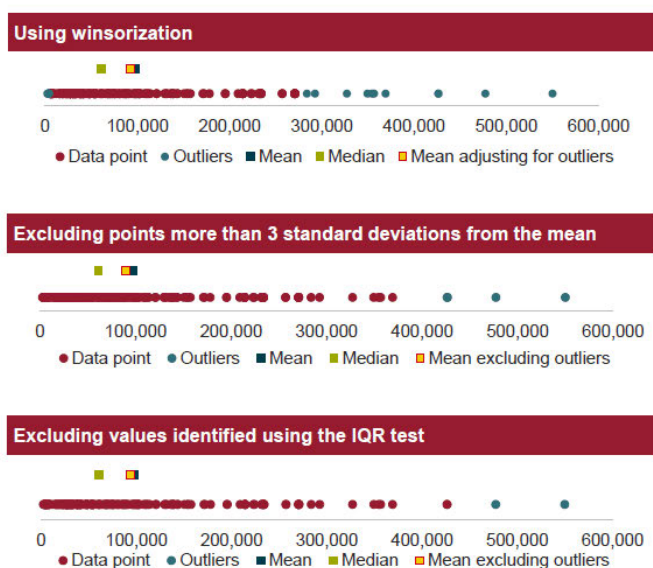 Using winsorization
0 100,000 200,000 300,000 400,000 500,000 600,000
Data point Outliers Mean Median Mean adjusting for outliers
Excluding points more than 3 standard deviations from the mean
0 100,000 200,000 300,000 400,000 500,000 600,000
Data point Outliers Mean Median Mean excluding outliers
Excluding values identified using the IQR test
0 100,000 200,000 300,000 400,000 500,000 600,000
Data point Outliers Mean Median Mean excluding outliers